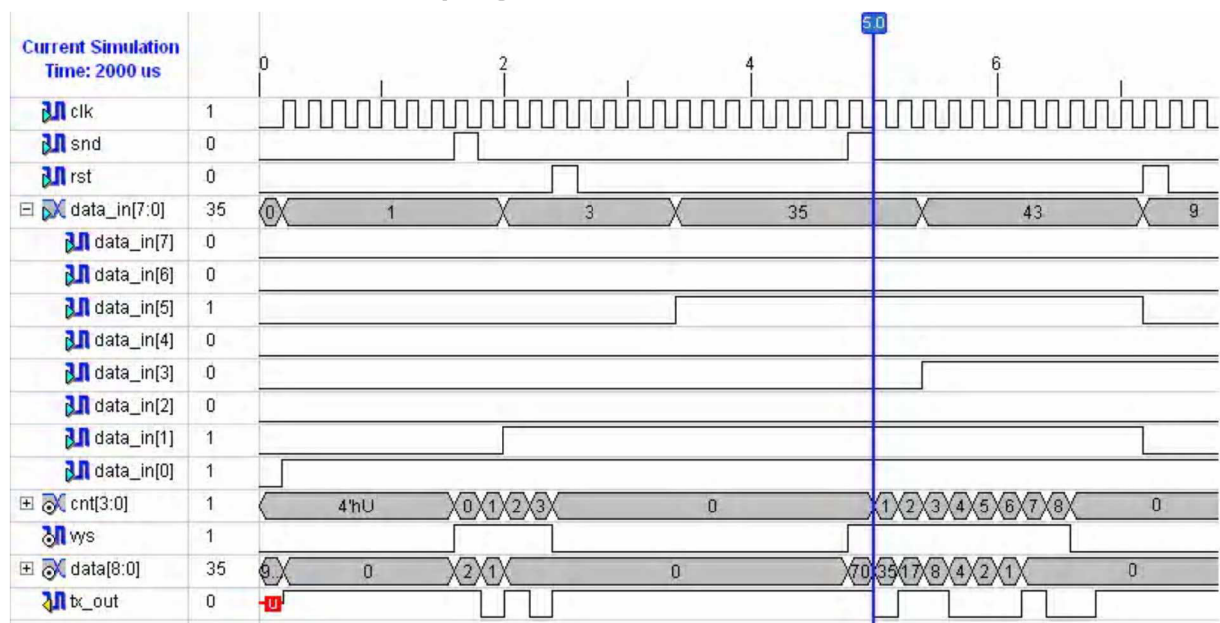 5.0
Current Simulation
Time: 2000 us
0 2 4 6
clk 1
snd 0
rst 0
data_in[7:0] 35 0 1 3 35 43 9
data_in[7] 0
data_in[6] 0
data_in[5] 1
data_in[4] 0
data_in[3] 0
data_in[2] 0
data_in[1] 1
data_in[0] 1
cnt[3:0] 1 4'hU 0 1 2 3 0 1 2 3 4 5 6 7 8 0
vys 1
data[8:0] 35 9... 0 2 1 0 70 35 17 8 4 2 1 0
tx_out 0 U